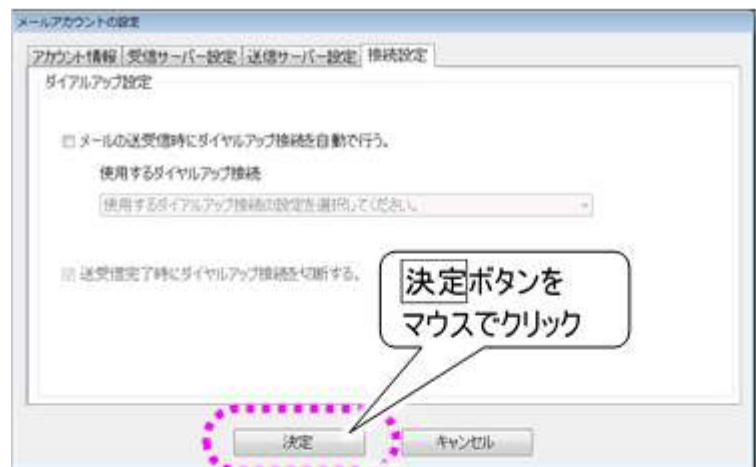 メールアカウントの設定
アカウント情報 受信サーバー設定 送信サーバー設定 接続設定
ダイアルアップ設定
メールの送受信時にダイヤルアップ接続を自動で行う。
使用するダイヤルアップ接続
使用するダイアルアップ接続の設定を選択してください。
送受信完了時にダイヤルアップ接続を切断する。
決定ボタンを
マウスでクリック
決定 キャンセル